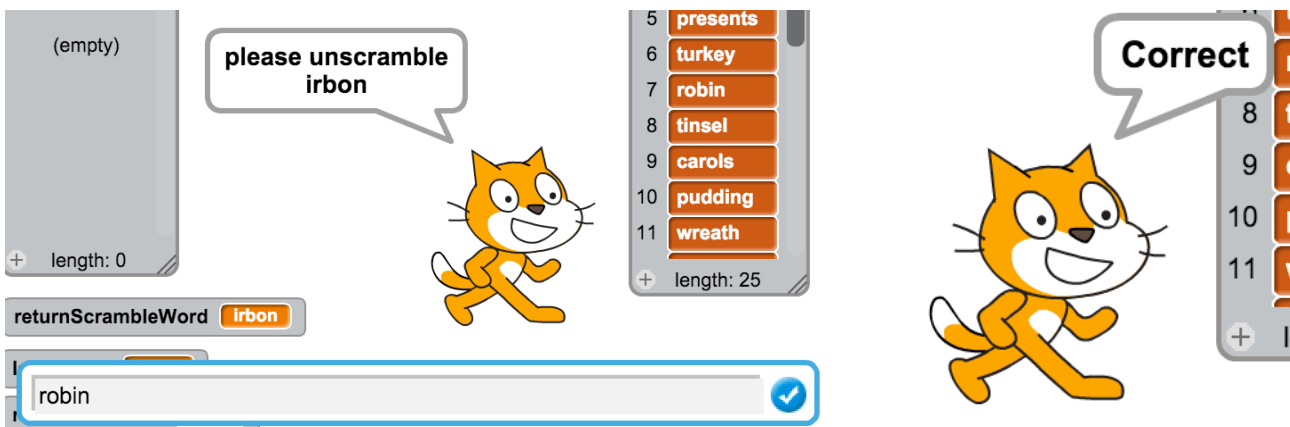 (empty)
length: 0
please unscramble
irbon
5 presents
6 turkey
7 robin
8 tinsel
9 carols
10 pudding
11 wreath
length: 25
returnScrambleWord irbon
robin
Correct
8
9
10
11